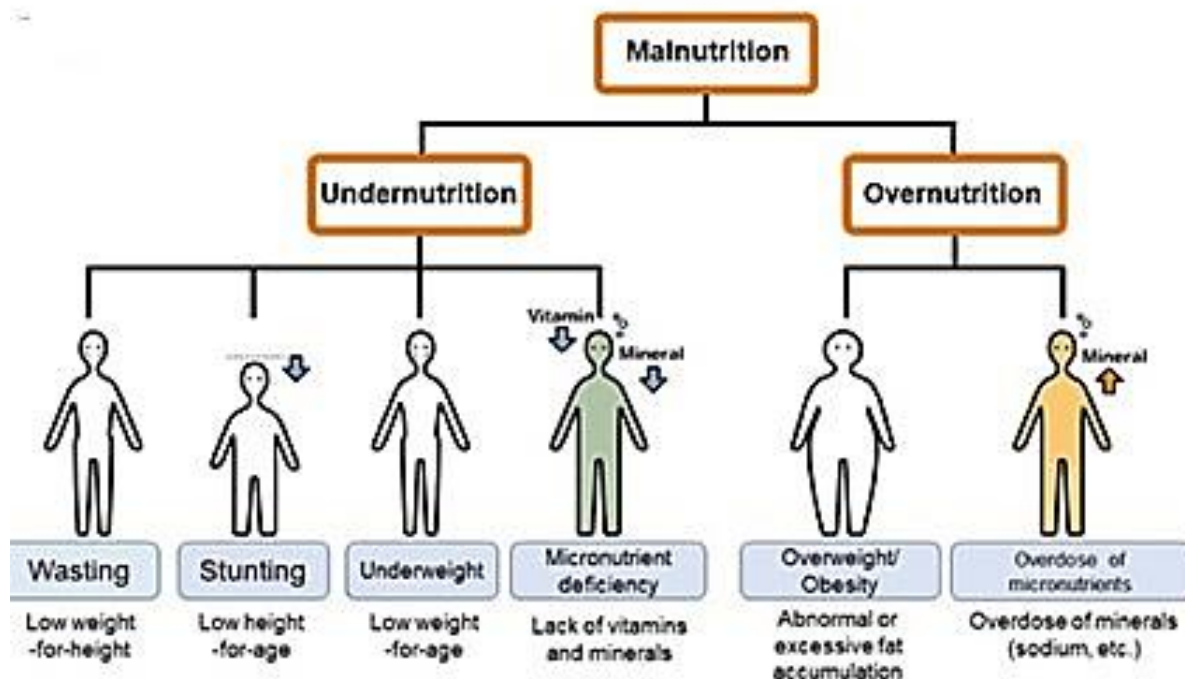 Malnutrition
Undernutrition
Overnutrition
Vitamin
Mineral
Mineral
Wasting
Stunting
Underweight
Micronutrient
deficiency
Overweight/
Obesity
Overdose of
micronutrients
Low weight
-for-height
Low height
-for-age
Low weight
-for-age
Lack of vitamins
and minerals
Abnormal or
excessive fat
accumulation
Overdose of minerals
(sodium, etc.)